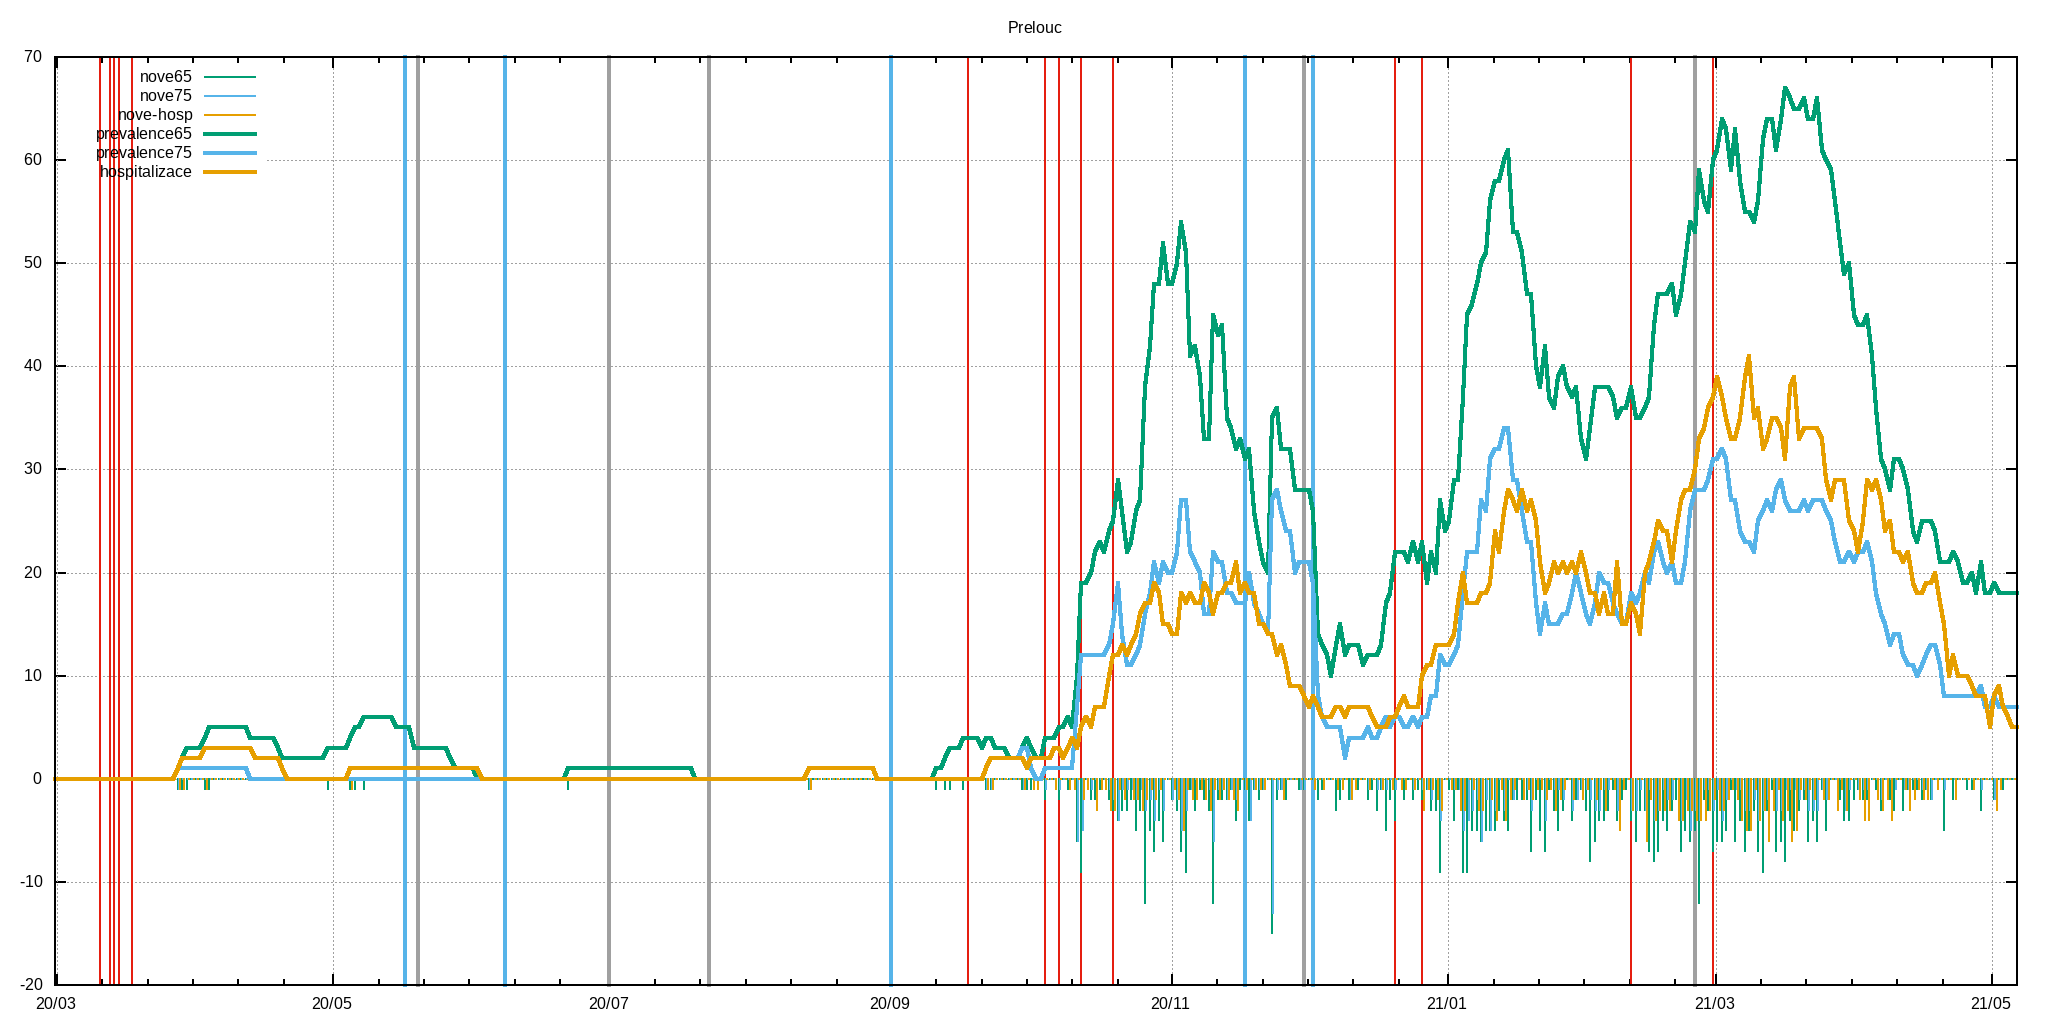 Prelouc
70
60
50
40
30
20
10
0
-10
-20
nove65
nove75
nove-hosp
prevalence65
prevalence75
hospitalizace
20/03 20/05 20/07 20/09 20/11 21/01 21/03 21/05